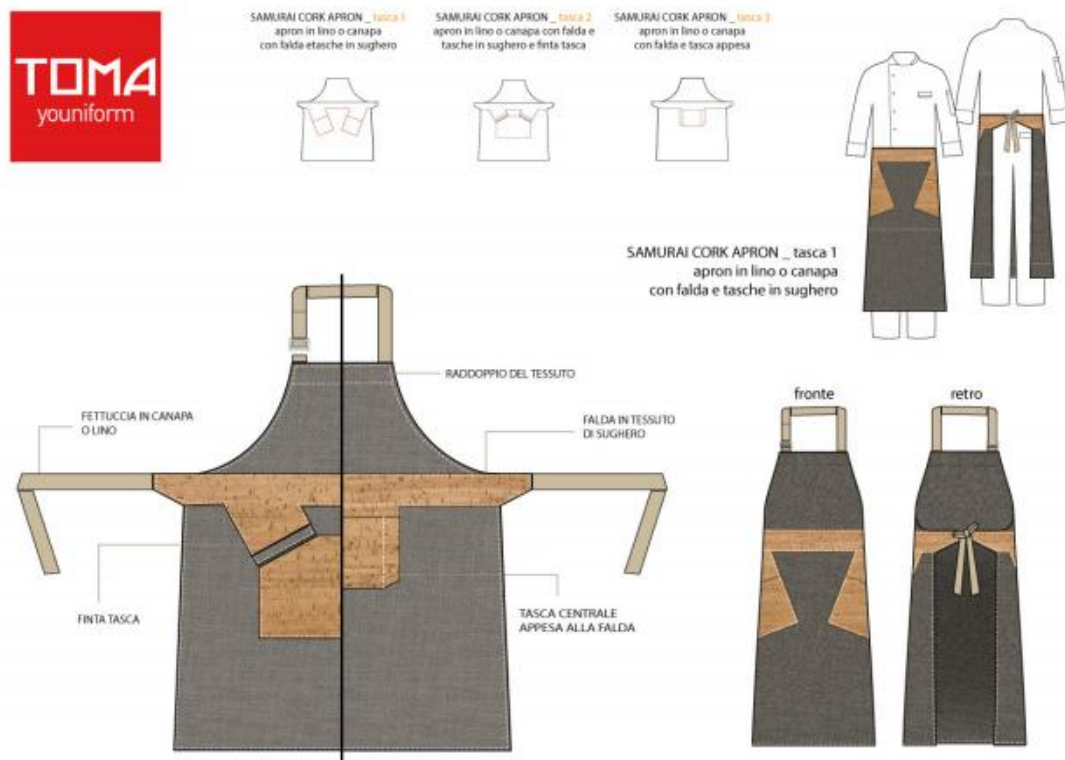 TOMA
youniform
SAMURAI CORK APRON _ tasca 1
apron in lino o canapa
con falda etasche in sughero
SAMURAI CORK APRON _ tasca 2
apron in lino o canapa con falda e
tasche in sughero e finta tasca
SAMURAI CORK APRON _ tasca 3
apron in lino o canapa
con falda e tasca appesa
SAMURAI CORK APRON _ tasca 1
apron in lino o canapa
con falda e tasche in sughero
RADDOPPIO DEL TESSUTO
FETTUCCIA IN CANAPA
O LINO
FALDA IN TESSUTO
DI SUGHERO
FINTA TASCA
TASCA CENTRALE
APPESA ALLA FALDA
fronte
retro